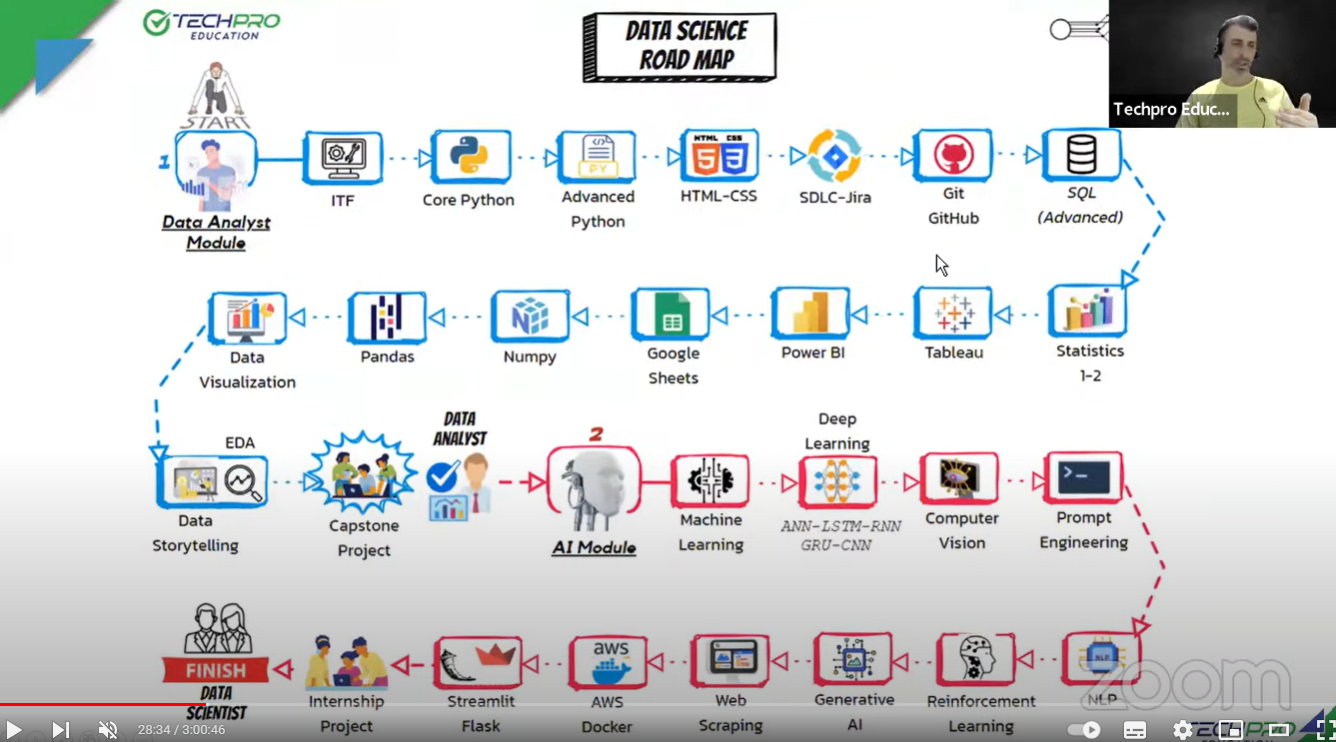 TECHPRO
EDUCATION
DATA SCIENCE
ROAD MAP
Techpro Educ...
START
1
Data Analyst
Module
ITF
Core Python
PY
Advanced
Python
HTML CSS
5 3
HTML-CSS
SDLC-Jira
Git
GitHub
SQL
(Advanced)
Data
Visualization
Pandas
Numpy
Google
Sheets
Power BI
Tableau
Statistics
1-2
EDA
Data
Storytelling
Capstone
Project
DATA
ANALYST
2
AI Module
Machine
Learning
Deep
Learning
ANN-LSTM-RNN
GRU-CNN
Computer
Vision
Prompt
Engineering
FINISH
DATA
SCIENTIST
Internship
Project
Streamlit
Flask
aws
AWS
Docker
Web
Scraping
Generative
AI
Reinforcement
Learning
NLP
NLP
zoom
28:34 / 3:00:46
TECHPRO